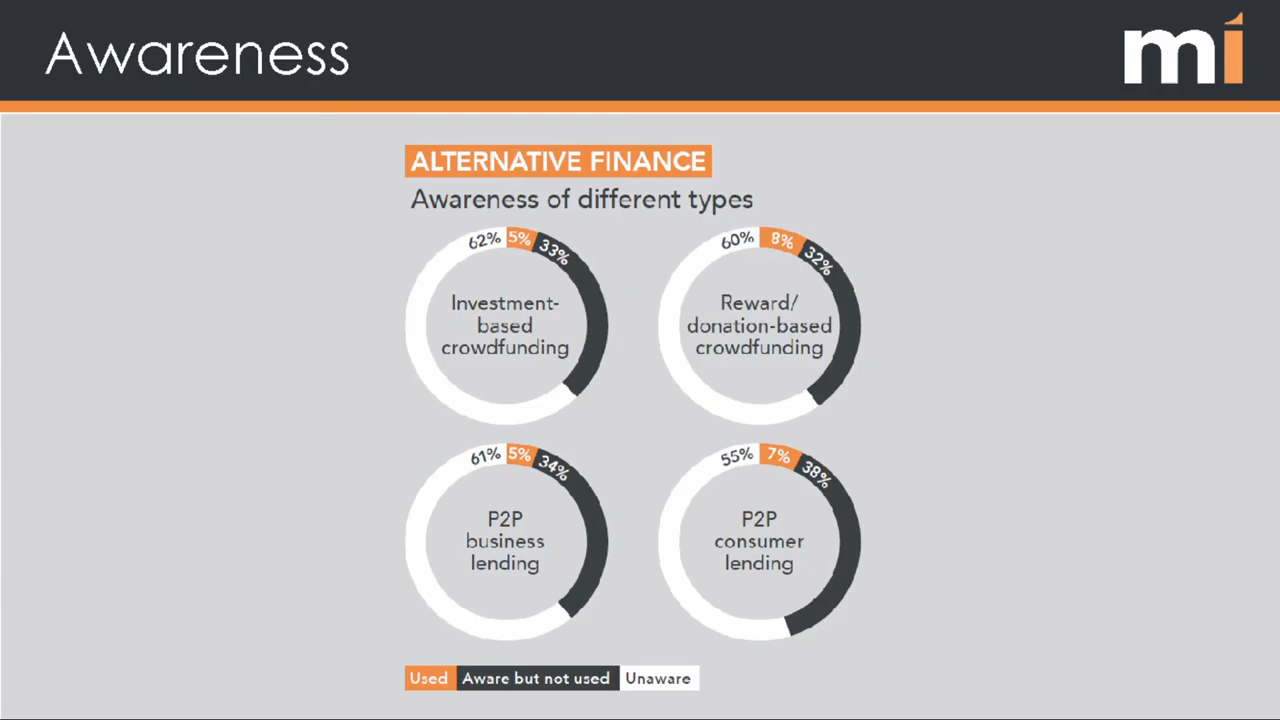 Awareness
mi
ALTERNATIVE FINANCE
Awareness of different types
62% 5% 33%
Investment-
based
crowdfunding
60% 8% 32%
Reward/
donation-based
crowdfunding
61% 5% 34%
P2P
business
lending
55% 7% 38%
P2P
consumer
lending
Used Aware but not used Unaware